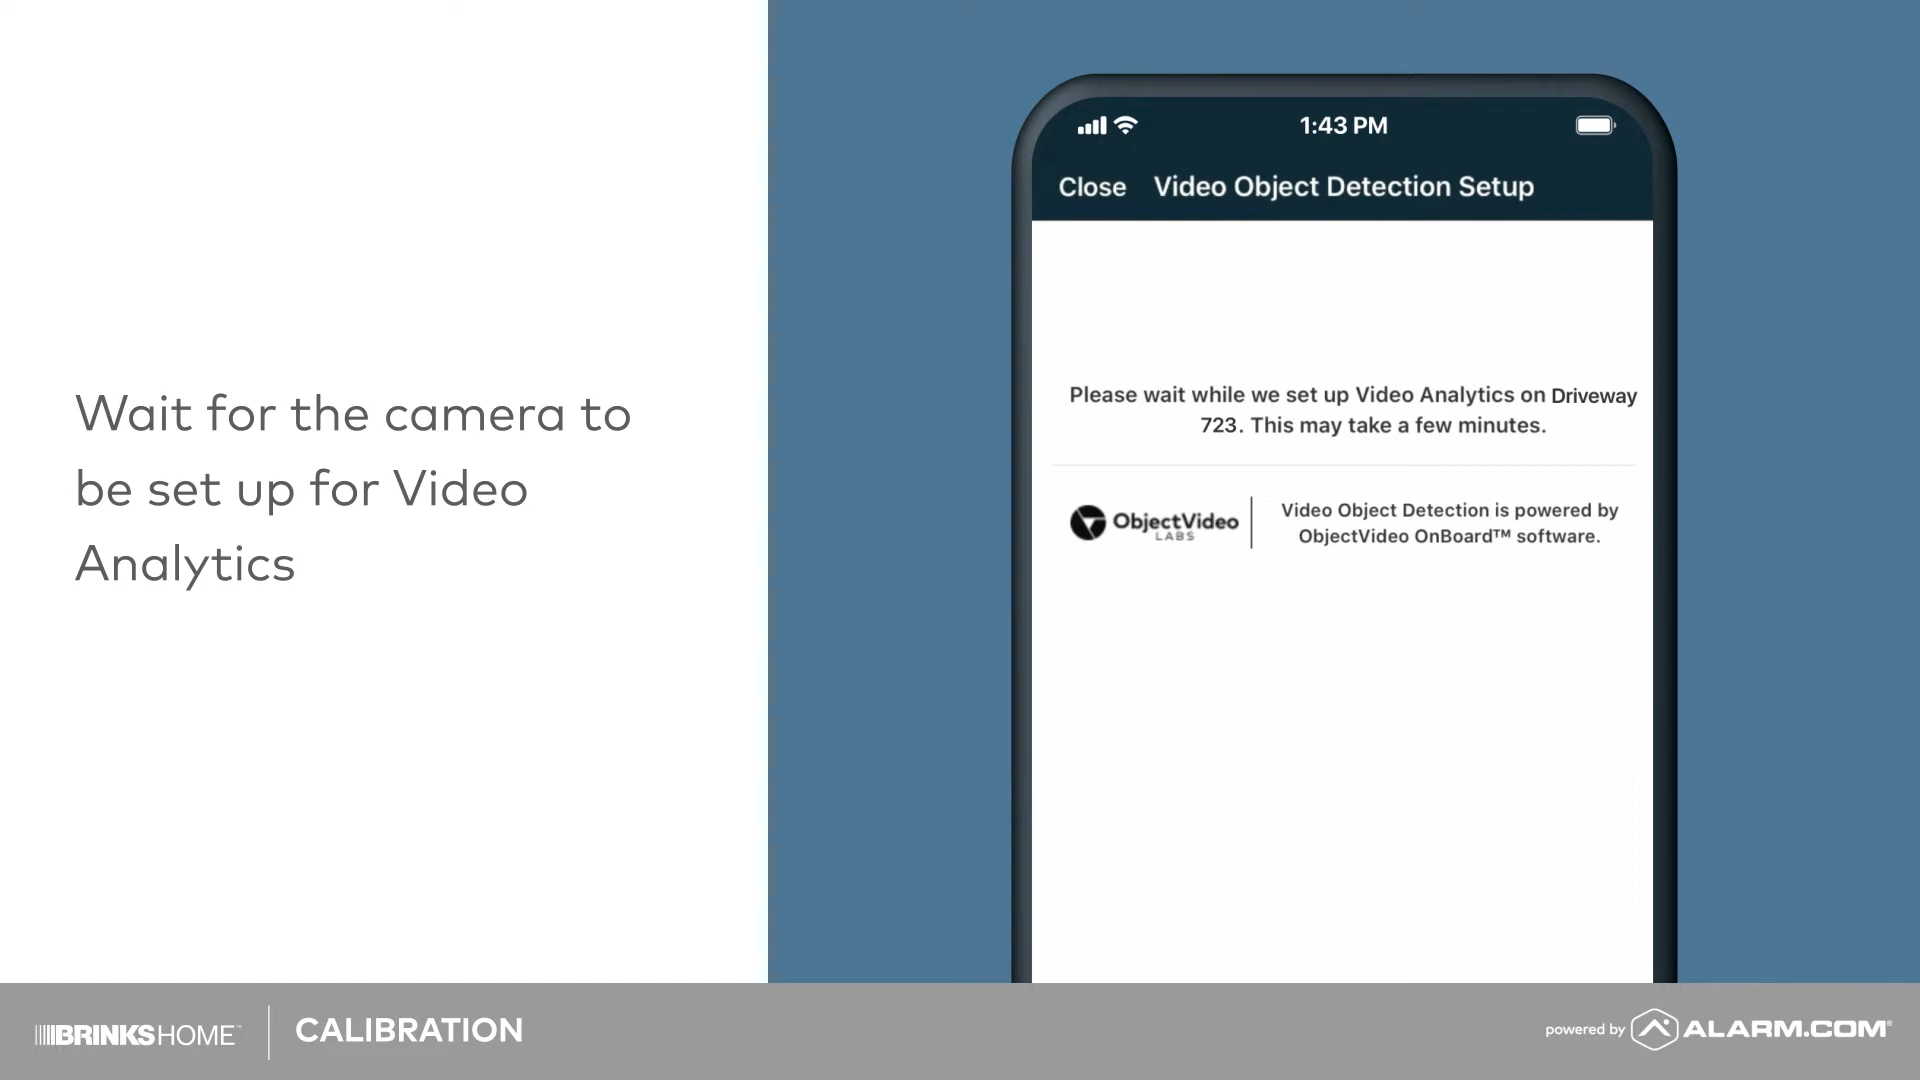 Wait for the camera to
be set up for Video
Analytics
1:43 PM
Close Video Object Detection Setup
Please wait while we set up Video Analytics on Driveway
723. This may take a few minutes.
ObjectVideo
LABS
Video Object Detection is powered by
ObjectVideo OnBoard™ software.
BRINKS HOME™
CALIBRATION
powered by ALARM.COM®